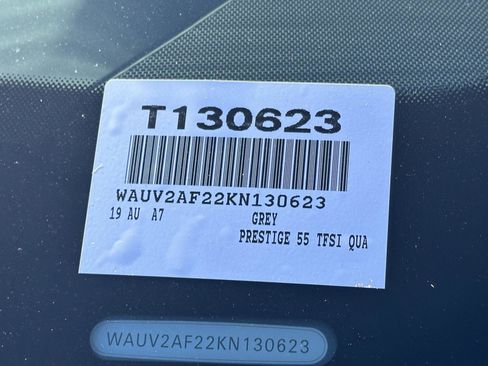 T130623
WAUV2AF22KN130623
19 AU A7 GREY
PRESTIGE 55 TFSI QUA
WAUV2AF22KN130623